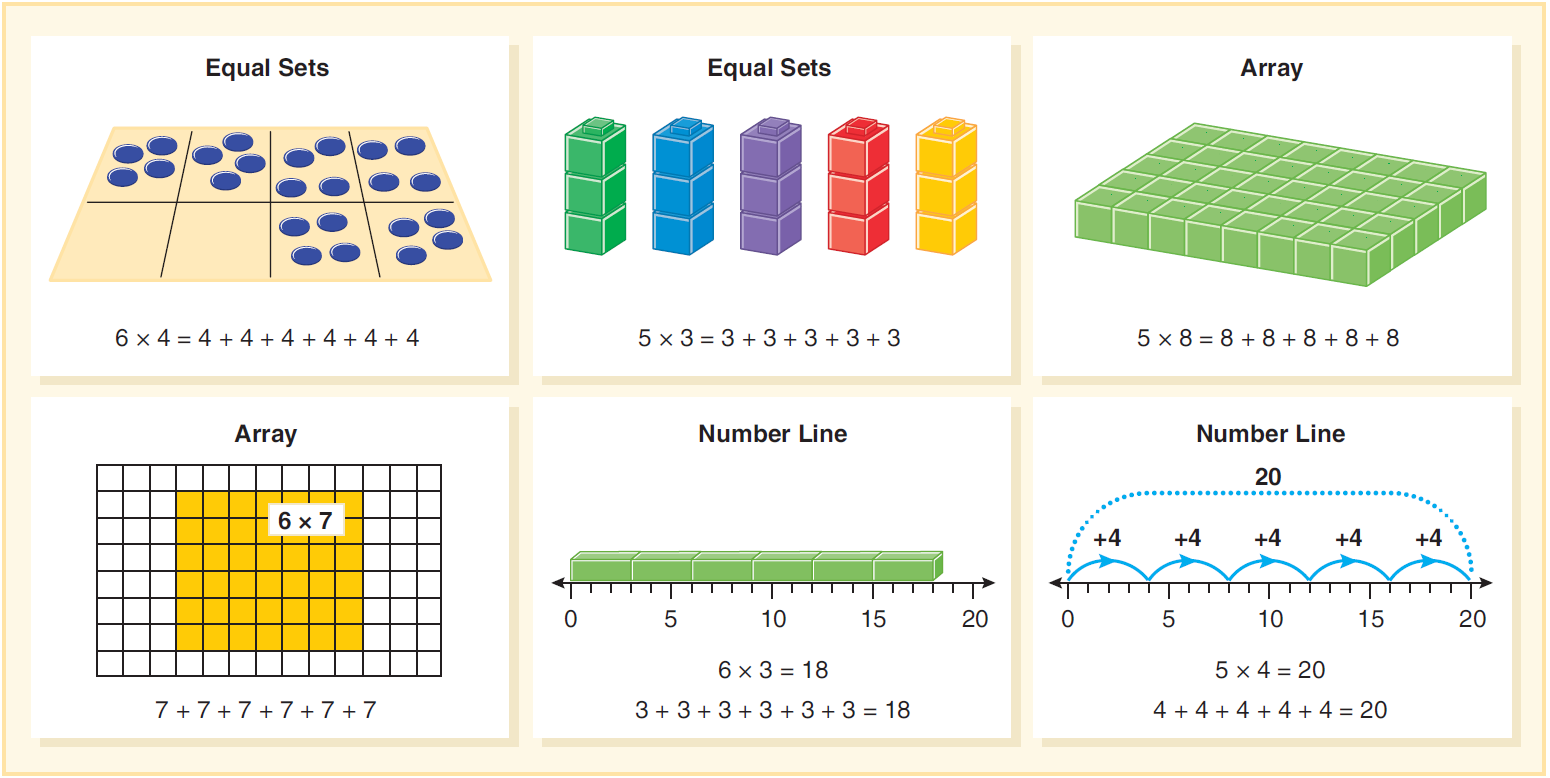 Equal Sets
6 × 4 = 4 + 4 + 4 + 4 + 4 + 4
Equal Sets
5 × 3 = 3 + 3 + 3 + 3 + 3
Array
5 × 8 = 8 + 8 + 8 + 8 + 8
Array
6 × 7
7 + 7 + 7 + 7 + 7 + 7
Number Line
0 5 10 15 20
6 × 3 = 18
3 + 3 + 3 + 3 + 3 + 3 = 18
Number Line
20
+4 +4 +4 +4 +4
0 5 10 15 20
5 × 4 = 20
4 + 4 + 4 + 4 + 4 = 20